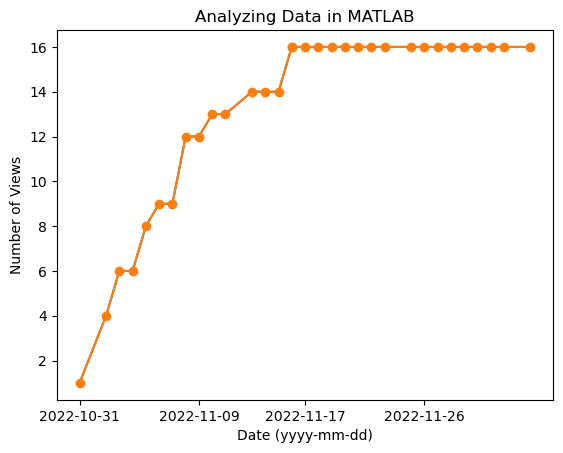 Analyzing Data in MATLAB
16
14
12
10
8
6
4
2
Number of Views
2022-10-31 2022-11-09 2022-11-17 2022-11-26
Date (yyyy-mm-dd)